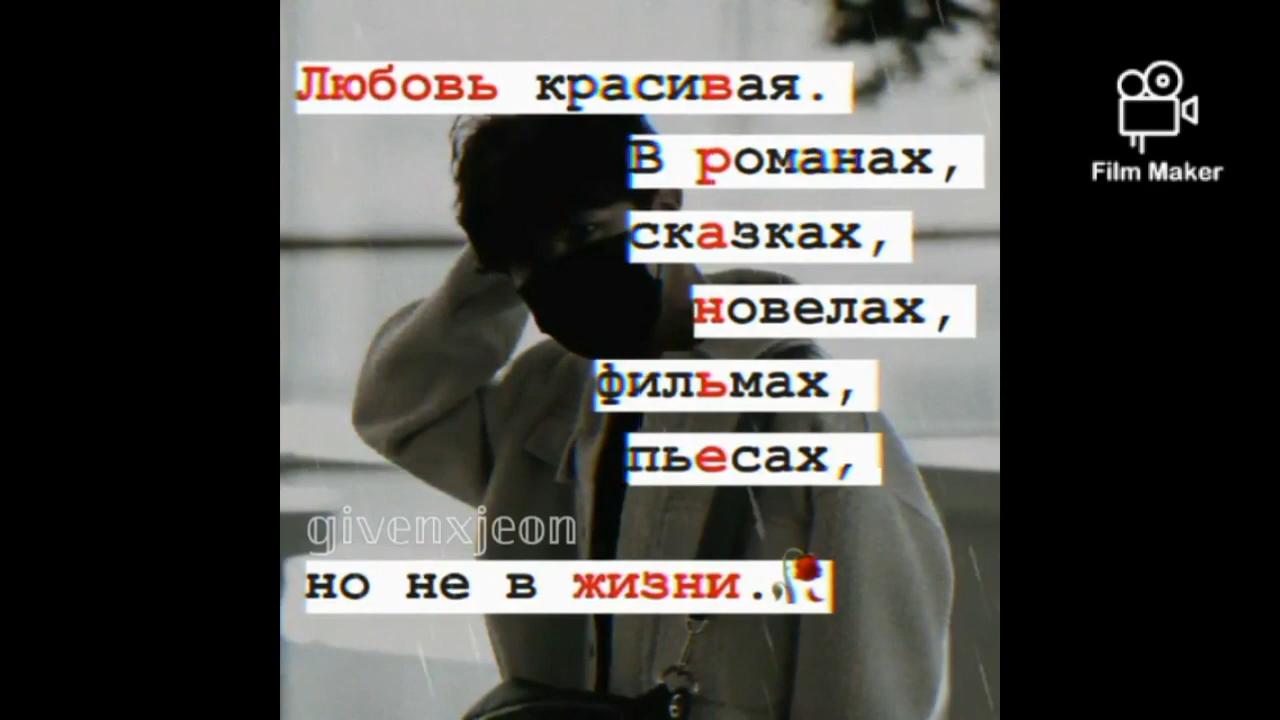 Любовь красивая.
В романах,
сказках,
новелах,
фильмах,
пьесах,
givenxjeon
но не в жизни.🥀
Film Maker